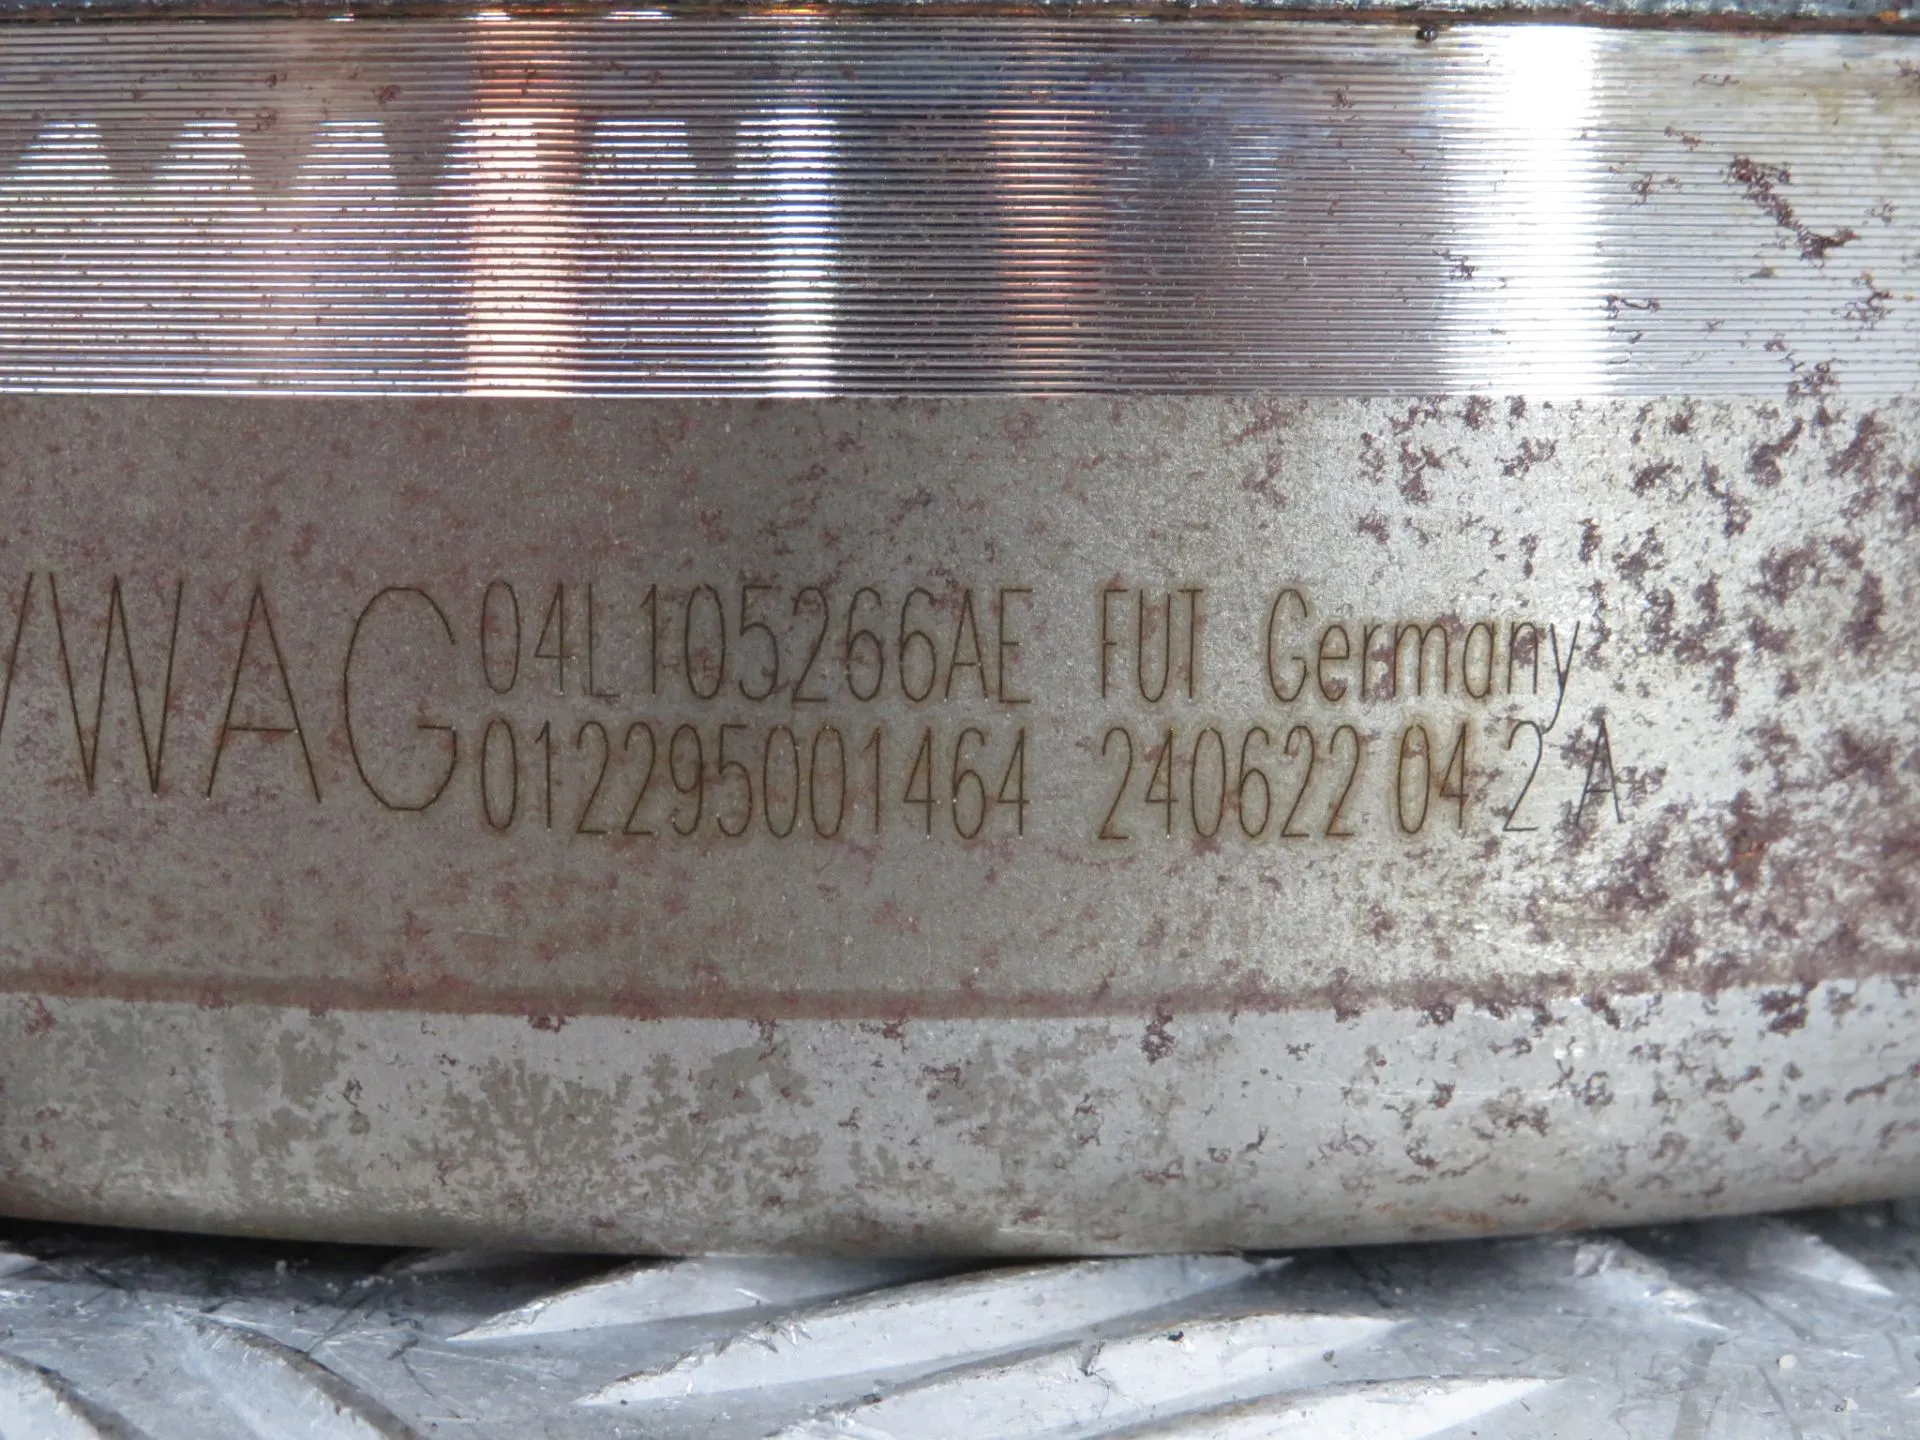 VWAG 04L105266AE FUT Germany
012295001464 240622 04 2 A